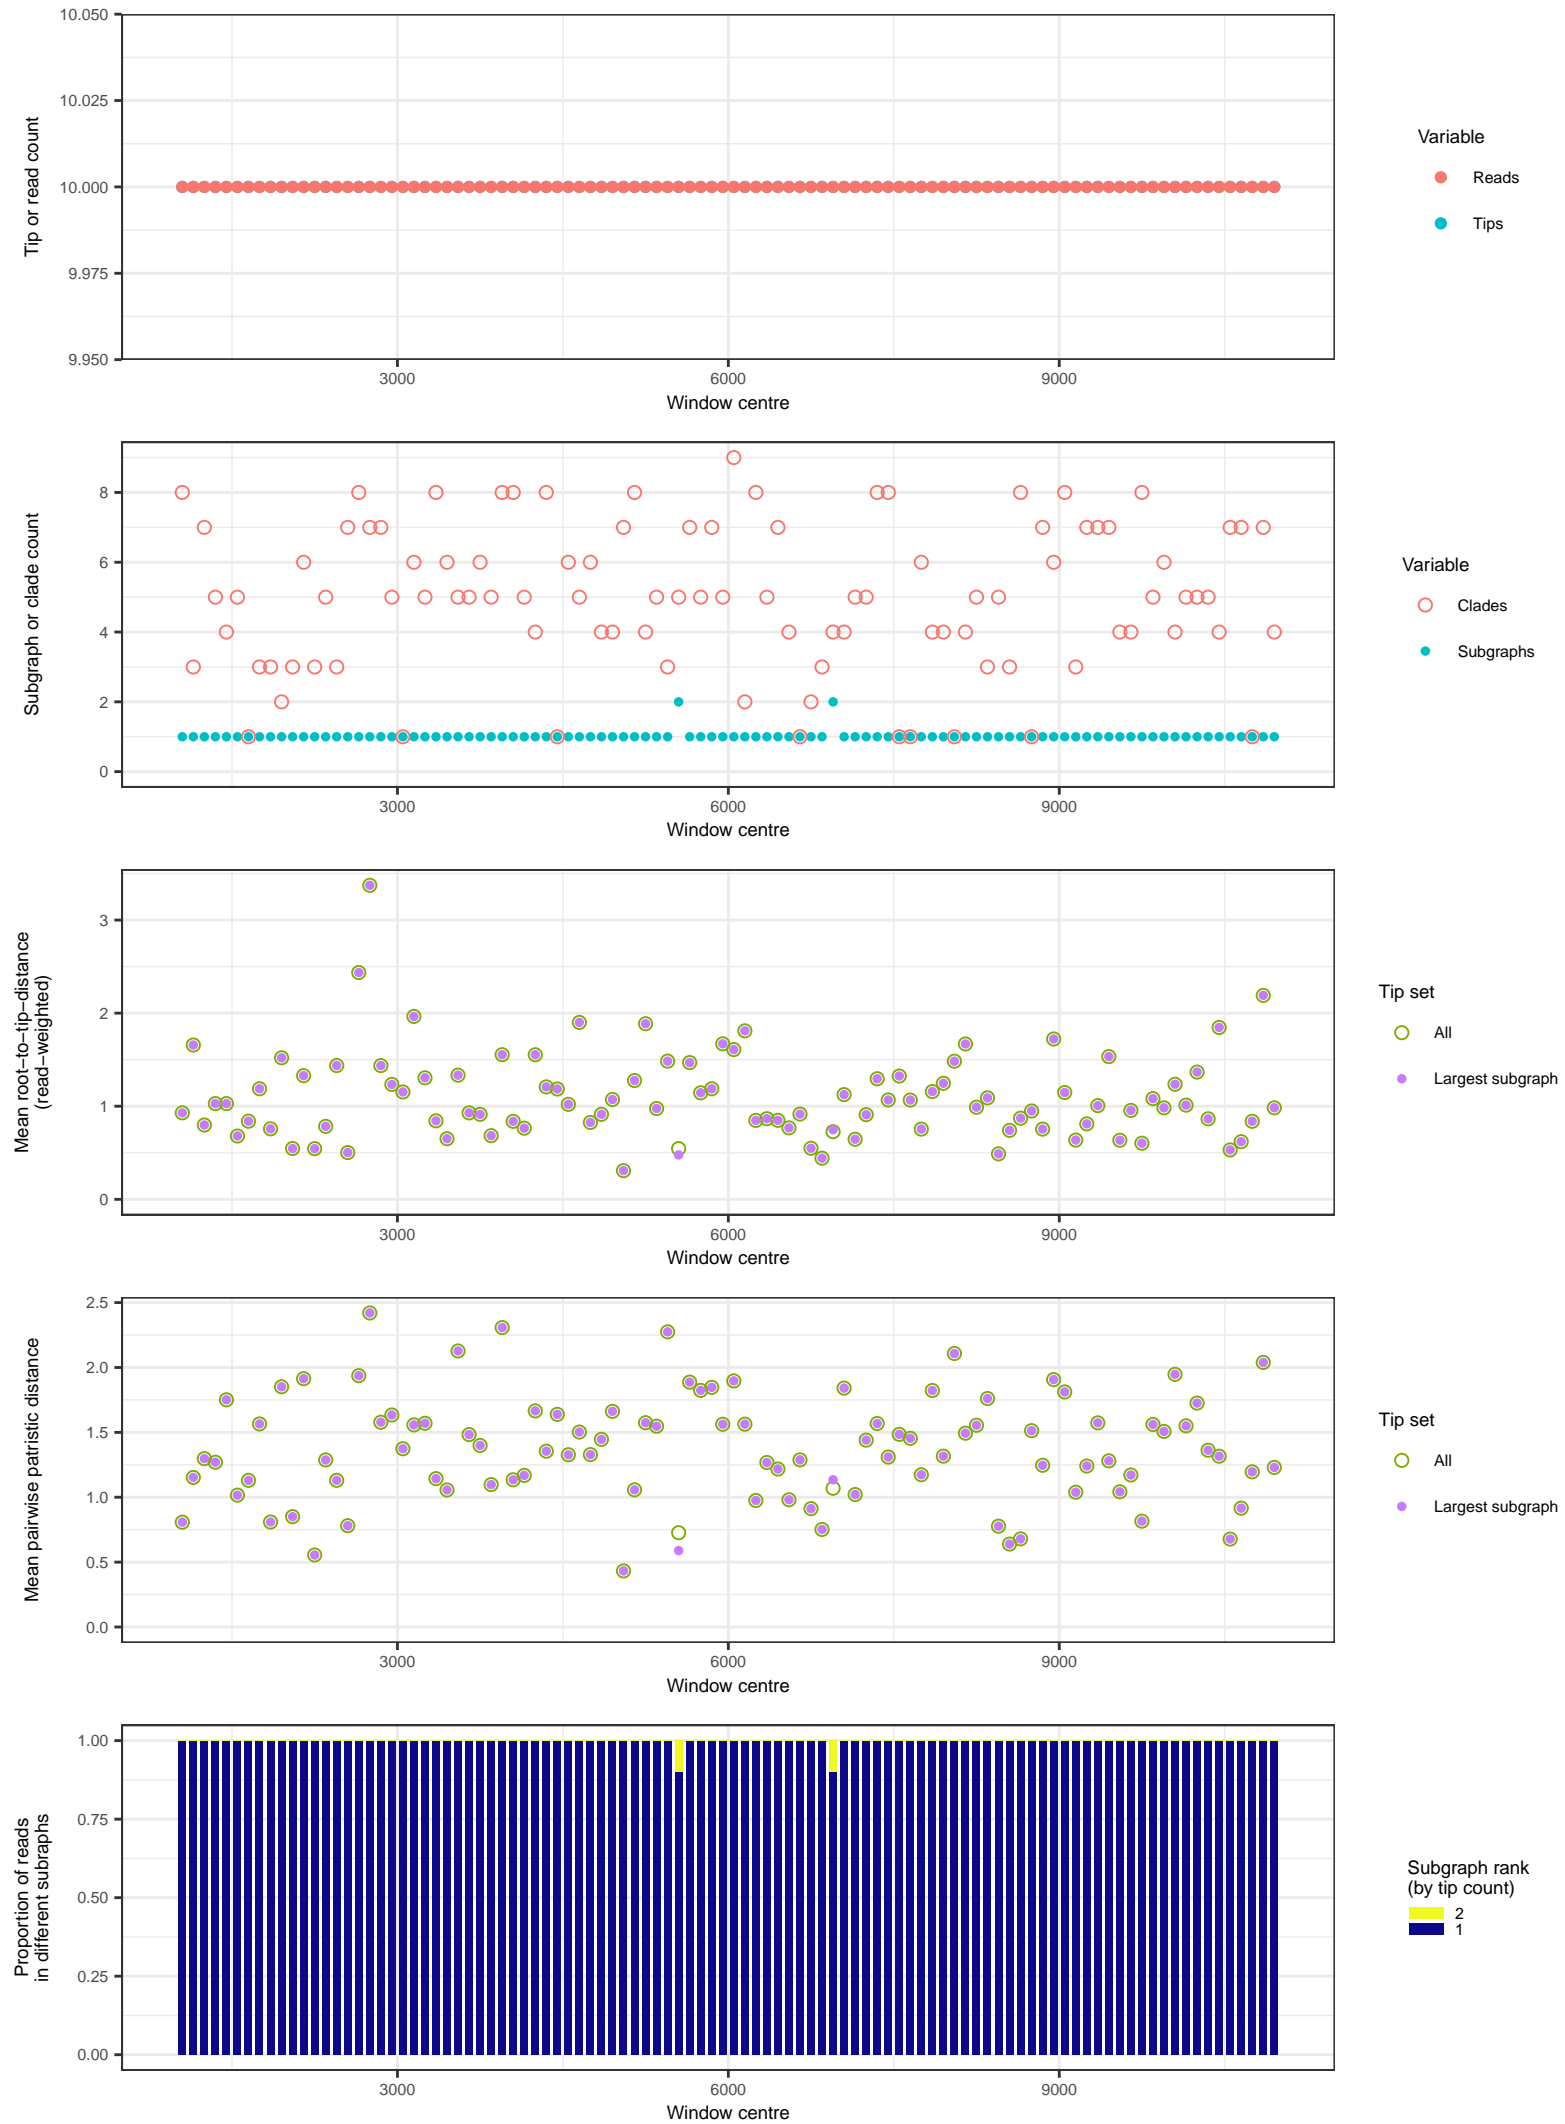 10.050
10.025
10.000
9.975
9.950
Tip or read count
3000
6000
9000
Window centre
Variable
Reads
Tips
8
6
4
2
0
Subgraph or clade count
3000
6000
9000
Window centre
Variable
Clades
Subgraphs
3
2
1
0
Mean root−to−tip−distance
(read−weighted)
3000
6000
9000
Window centre
Tip set
All
Largest subgraph
2.5
2.0
1.5
1.0
0.5
0.0
Mean pairwise patristic distance
3000
6000
9000
Window centre
Tip set
All
Largest subgraph
1.00
0.75
0.50
0.25
0.00
Proportion of reads
in different subraphs
3000
6000
9000
Window centre
Subgraph rank
(by tip count)
2
1